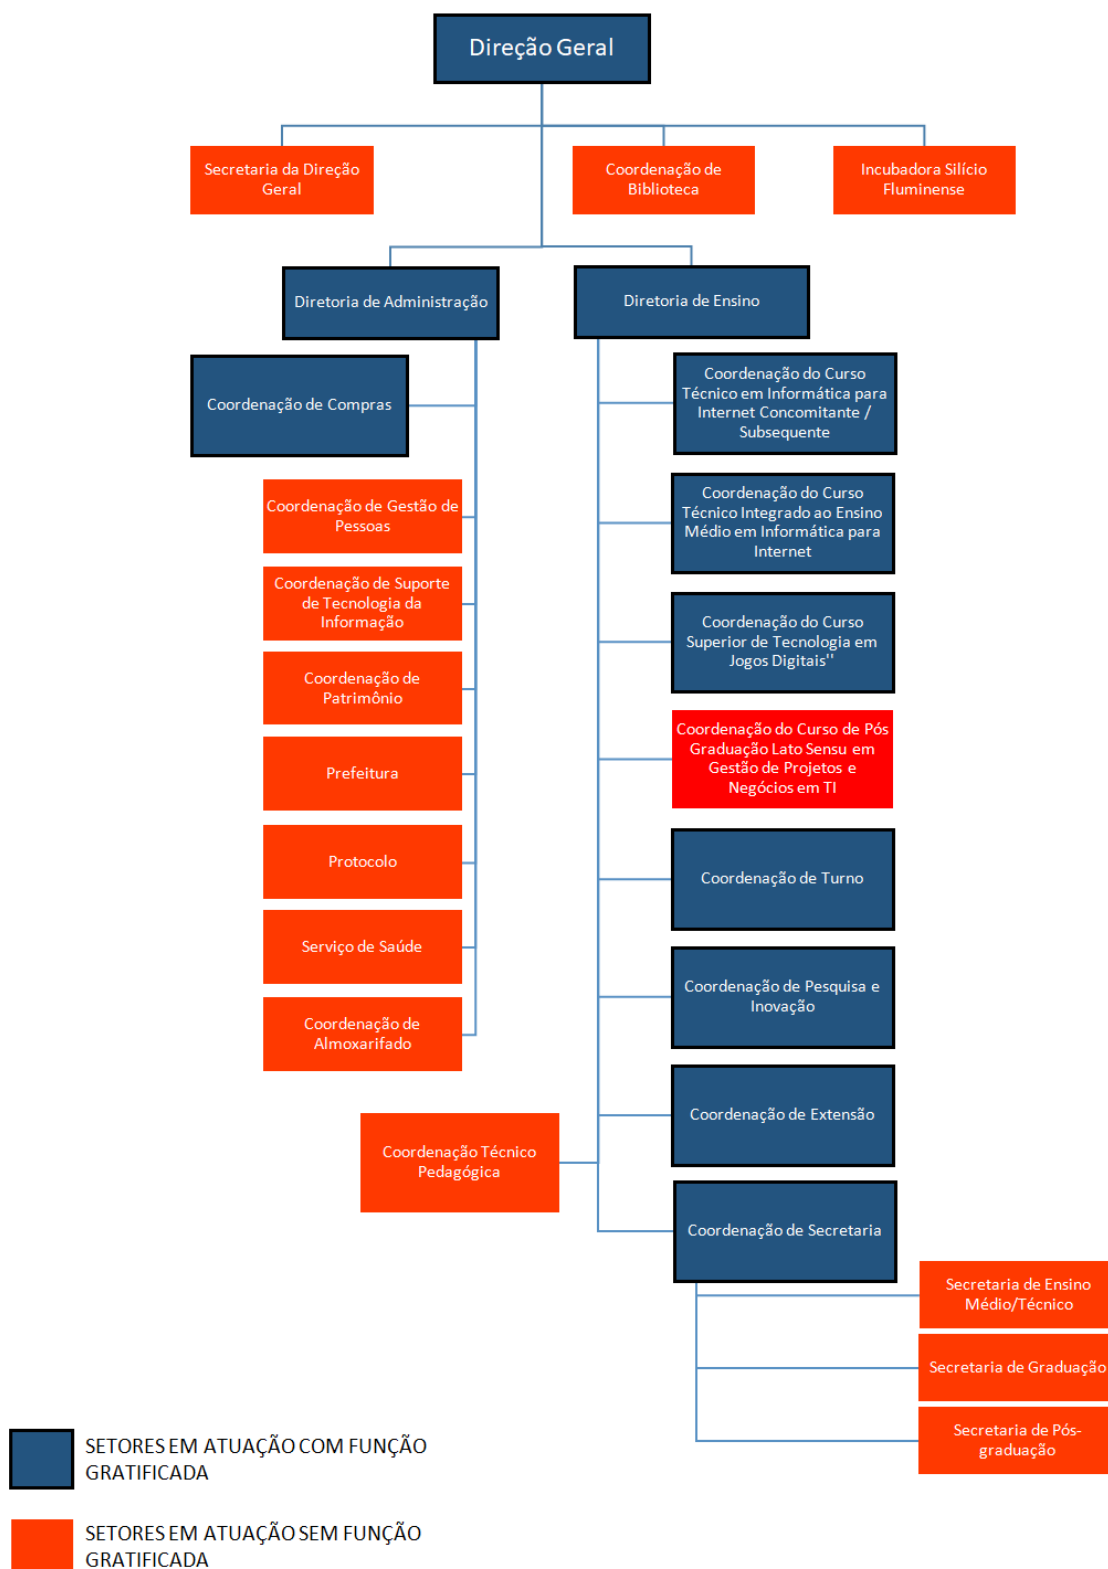 Direção Geral
Secretaria da Direção
Geral
Coordenação de
Biblioteca
Incubadora Silício
Fluminense
Diretoria de Administração
Diretoria de Ensino
Coordenação de Compras
Coordenação de Gestão de
Pessoas
Coordenação de Suporte
de Tecnologia da
Informação
Coordenação de
Patrimônio
Prefeitura
Protocolo
Serviço de Saúde
Coordenação de
Almoxarifado
Coordenação do Curso
Técnico em Informática para
Internet Concomitante /
Subsequente
Coordenação do Curso
Técnico Integrado ao Ensino
Médio em Informática para
Internet
Coordenação do Curso
Superior de Tecnologia em
Jogos Digitais''
Coordenação do Curso de Pós
Graduação Lato Sensu em
Gestão de Projetos e
Negócios em TI
Coordenação de Turno
Coordenação de Pesquisa e
Inovação
Coordenação de Extensão
Coordenação Técnico
Pedagógica
Coordenação de Secretaria
Secretaria de Ensino
Médio/Técnico
Secretaria de Graduação
Secretaria de Pós-
graduação
SETORES EM ATUAÇÃO COM FUNÇÃO
GRATIFICADA
SETORES EM ATUAÇÃO SEM FUNÇÃO
GRATIFICADA